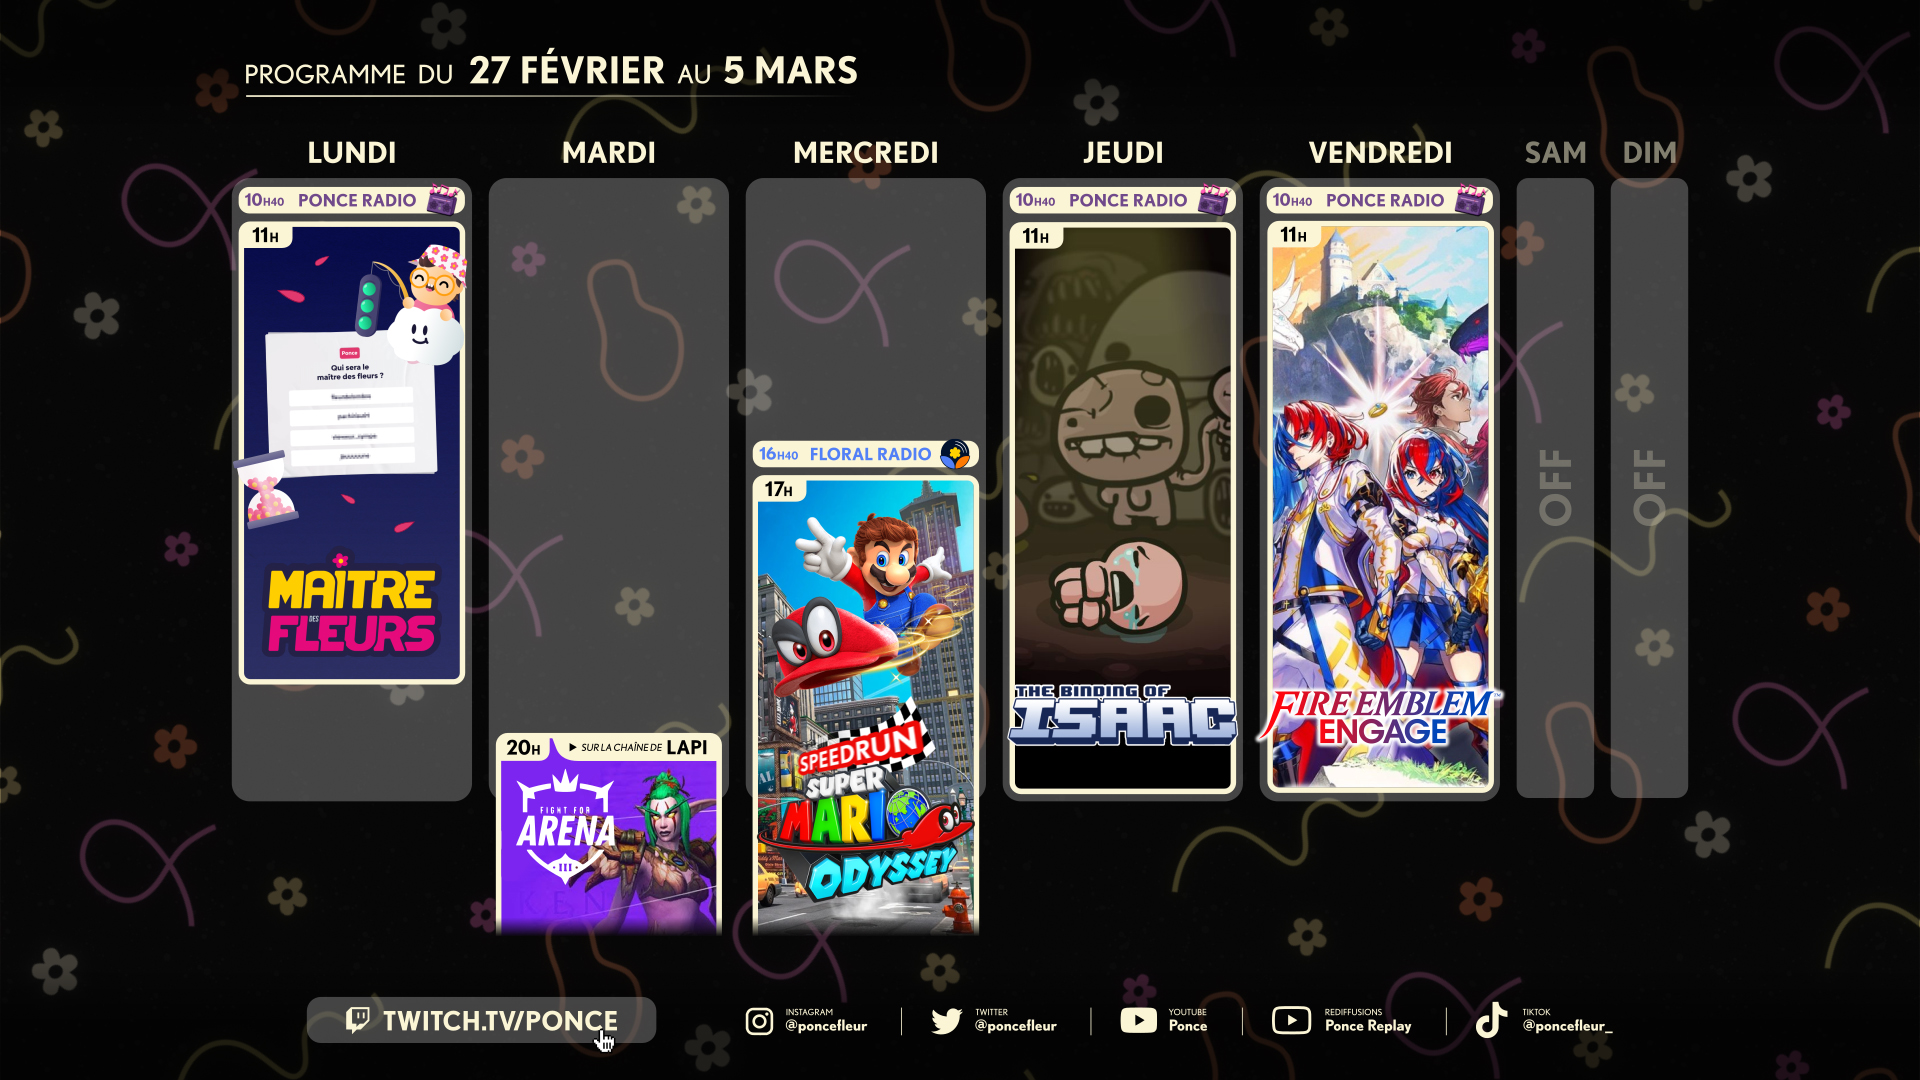 PROGRAMME DU 27 FÉVRIER AU 5 MARS
LUNDI
10H40 PONCE RADIO
11H
Ponce
Qui sera le
maître des fleurs ?
MAÎTRE
DES
FLEURS
MARDI
20H SUR LA CHAÎNE DE LAPI
FIGHT FOR
ARENA
III
MERCREDI
16H40 FLORAL RADIO
17H
SPEEDRUN
SUPER
MARIO
ODYSSEY
JEUDI
10H40 PONCE RADIO
11H
THE BINDING OF
ISAAC
VENDREDI
10H40 PONCE RADIO
11H
FIRE EMBLEM™
ENGAGE
SAM
OFF
DIM
OFF
TWITCH.TV/PONCE
INSTAGRAM
@poncefleur
TWITTER
@poncefleur
YOUTUBE
Ponce
REDIFFUSIONS
Ponce Replay
TIKTOK
@poncefleur_